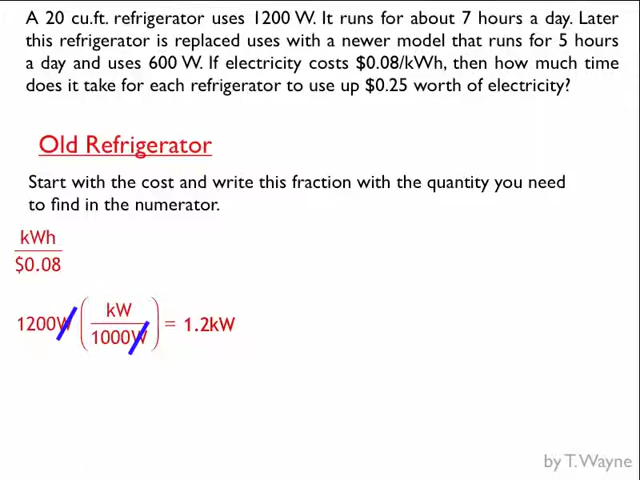 A 20 cu.ft. refrigerator uses 1200 W. It runs for about 7 hours a day. Later
this refrigerator is replaced uses with a newer model that runs for 5 hours
a day and uses 600 W. If electricity costs $0.08/kWh, then how much time
does it take for each refrigerator to use up $0.25 worth of electricity?
Old Refrigerator
Start with the cost and write this fraction with the quantity you need
to find in the numerator.
kWh
$0.08
1200W ( kW / 1000W ) = 1.2kW
by T. Wayne